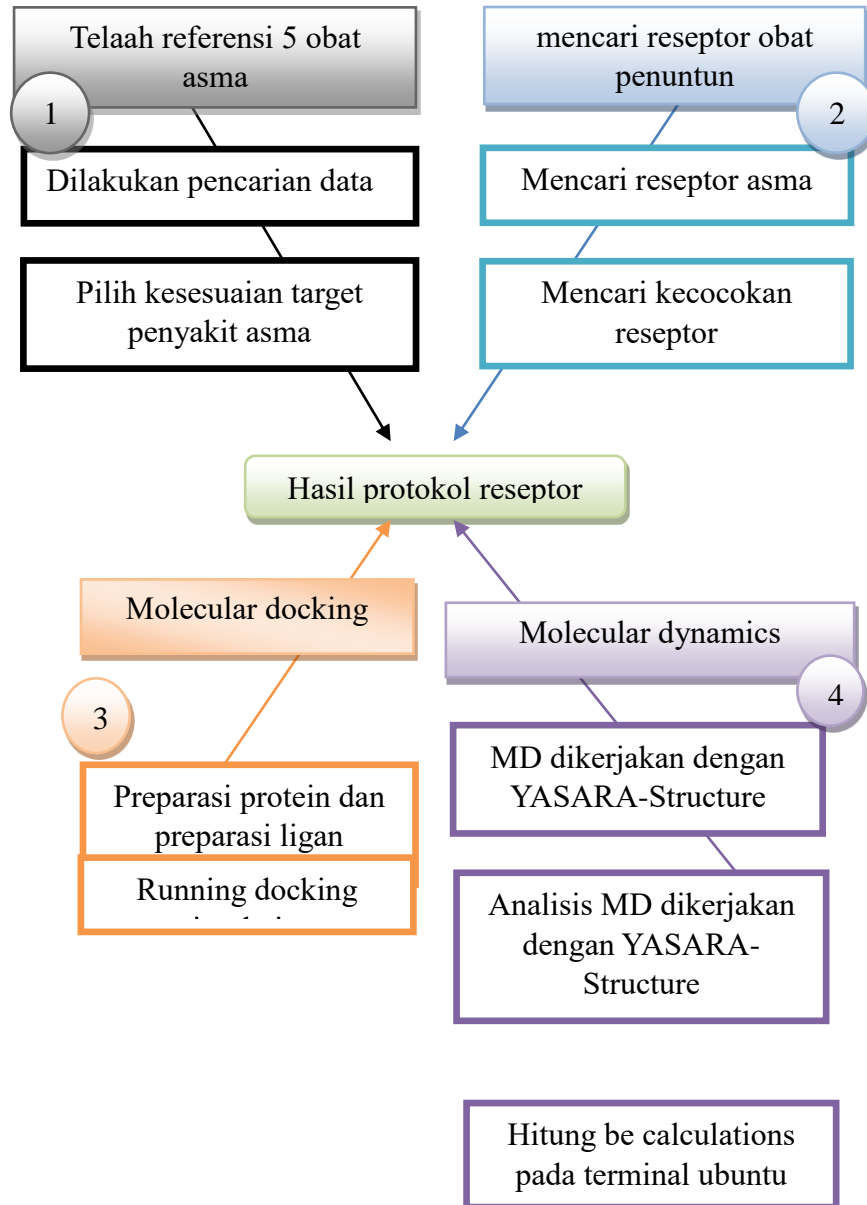 Telaah referensi 5 obat
asma
1
Dilakukan pencarian data
Pilih kesesuaian target
penyakit asma
mencari reseptor obat
penuntun
2
Mencari reseptor asma
Mencari kecocokan
reseptor
Hasil protokol reseptor
Molecular docking
3
Preparasi protein dan
preparasi ligan
Running docking
Molecular dynamics
4
MD dikerjakan dengan
YASARA-Structure
Analisis MD dikerjakan
dengan YASARA-
Structure
Hitung be calculations
pada terminal ubuntu